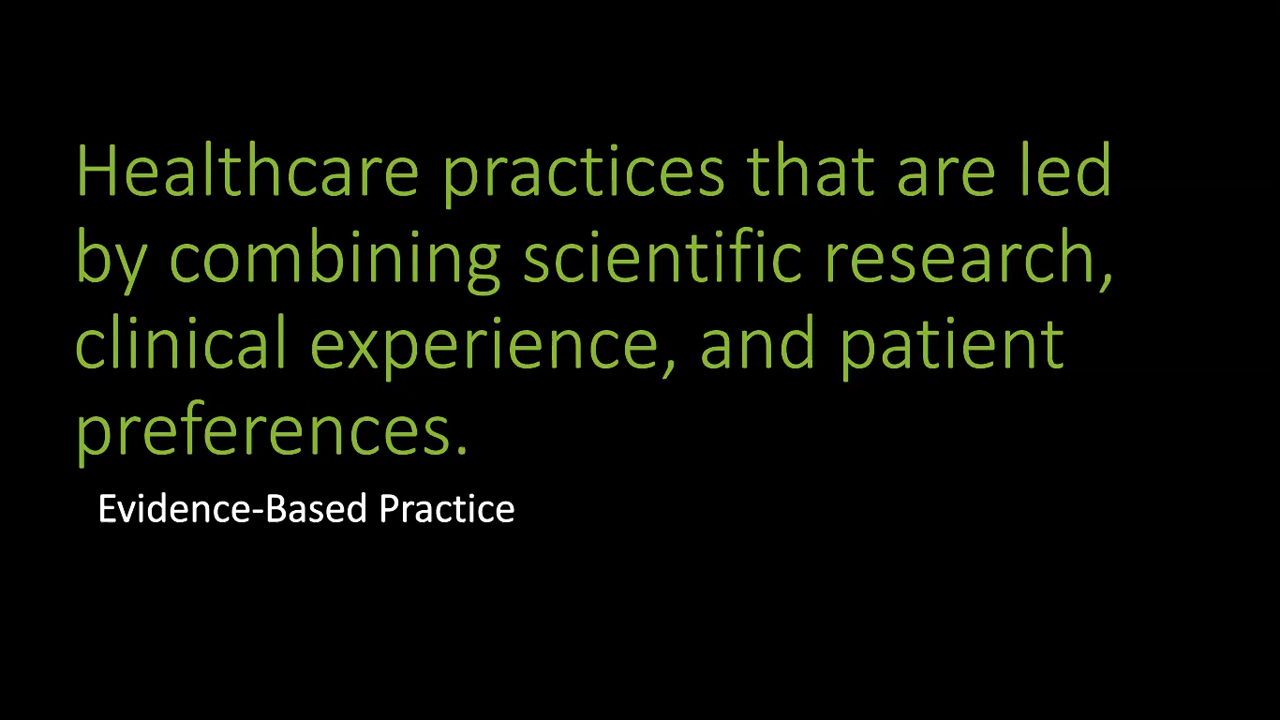 Healthcare practices that are led
by combining scientific research,
clinical experience, and patient
preferences.
Evidence-Based Practice